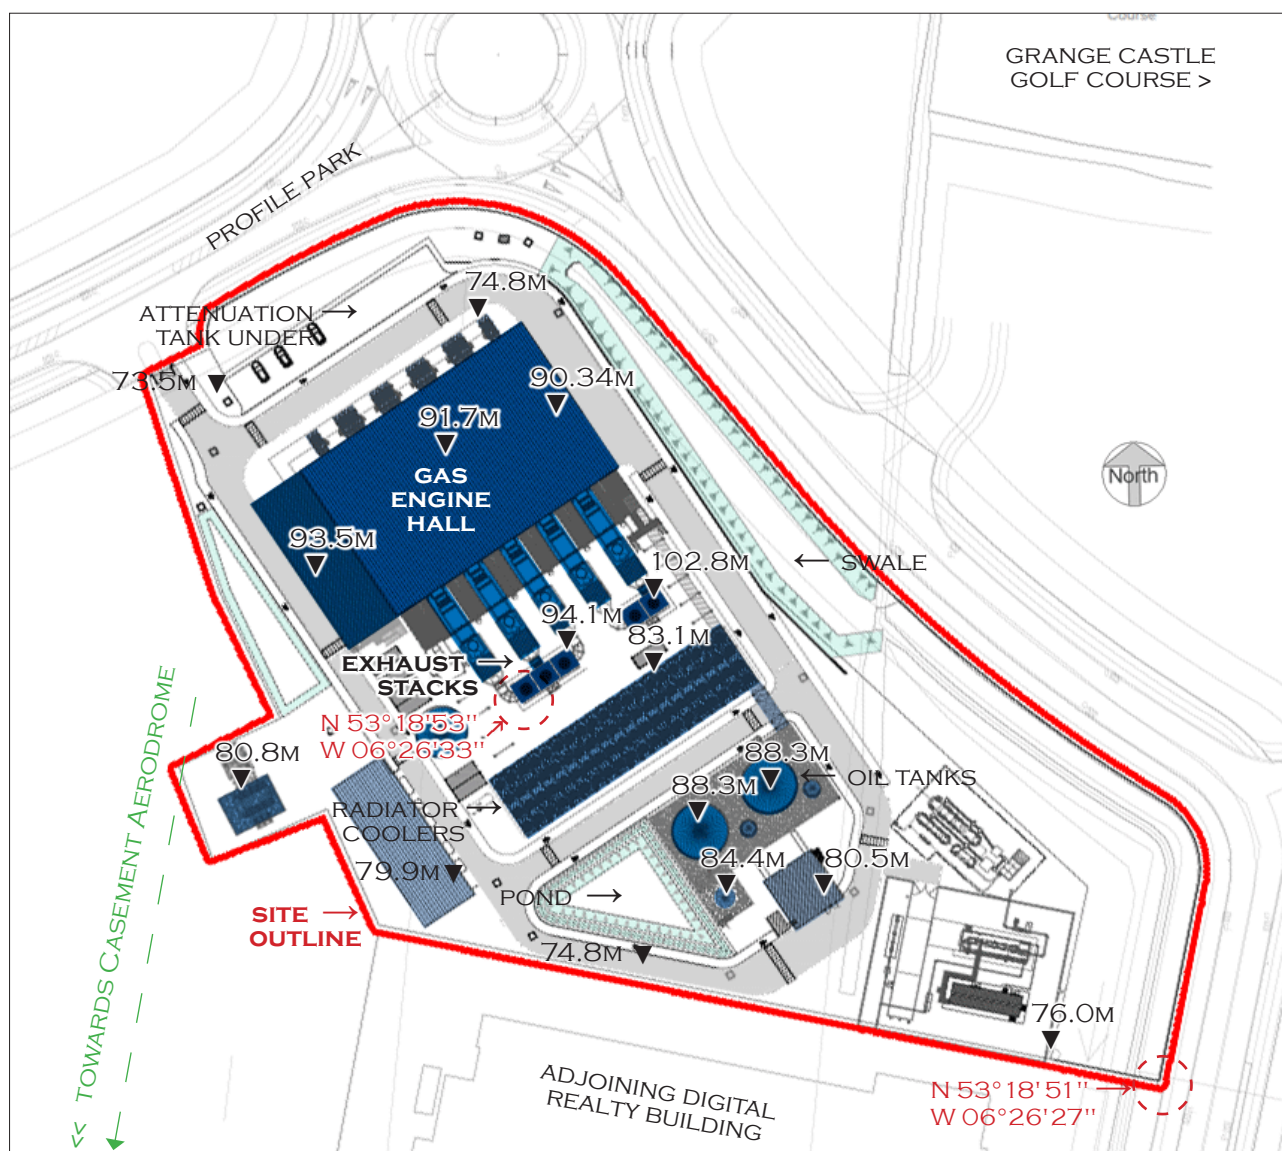 Course
GRANGE CASTLE
GOLF COURSE >
PROFILE PARK
74.8M
ATTENUATION →
TANK UNDER
73.5M
90.34M
91.7M
GAS
ENGINE
HALL
North
93.5M
102.8M
← SWALE
94.1M
83.1M
EXHAUST →
STACKS
N 53°18'53"
W 06°26'33"
80.8M
88.3M
88.3M
← OIL TANKS
RADIATOR →
COOLERS
84.4M
80.5M
79.9M
POND →
SITE →
OUTLINE
74.8M
76.0M
<< TOWARDS CASEMENT AERODROME
ADJOINING DIGITAL
REALTY BUILDING
N 53°18'51" →
W 06°26'27"